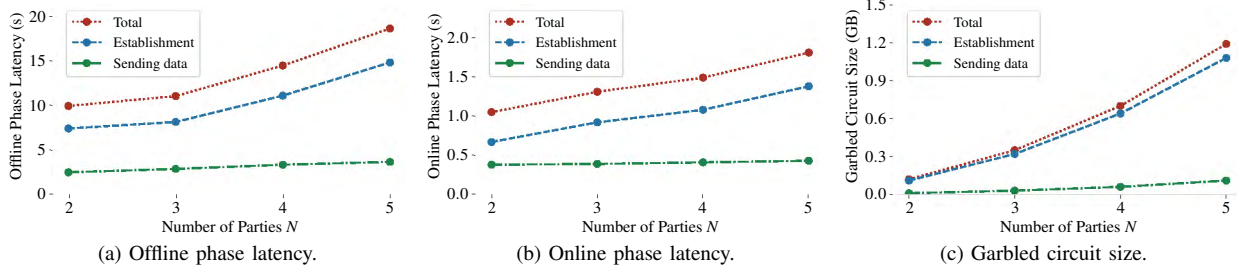 Offline Phase Latency (s)
20
15
10
5
0
Total
Establishment
Sending data
2 3 4 5
Number of Parties N
(a) Offline phase latency.
Online Phase Latency (s)
2.0
1.5
1.0
0.5
0.0
Total
Establishment
Sending data
2 3 4 5
Number of Parties N
(b) Online phase latency.
Garbled Circuit Size (GB)
1.5
1.2
0.9
0.6
0.3
0.0
Total
Establishment
Sending data
2 3 4 5
Number of Parties N
(c) Garbled circuit size.